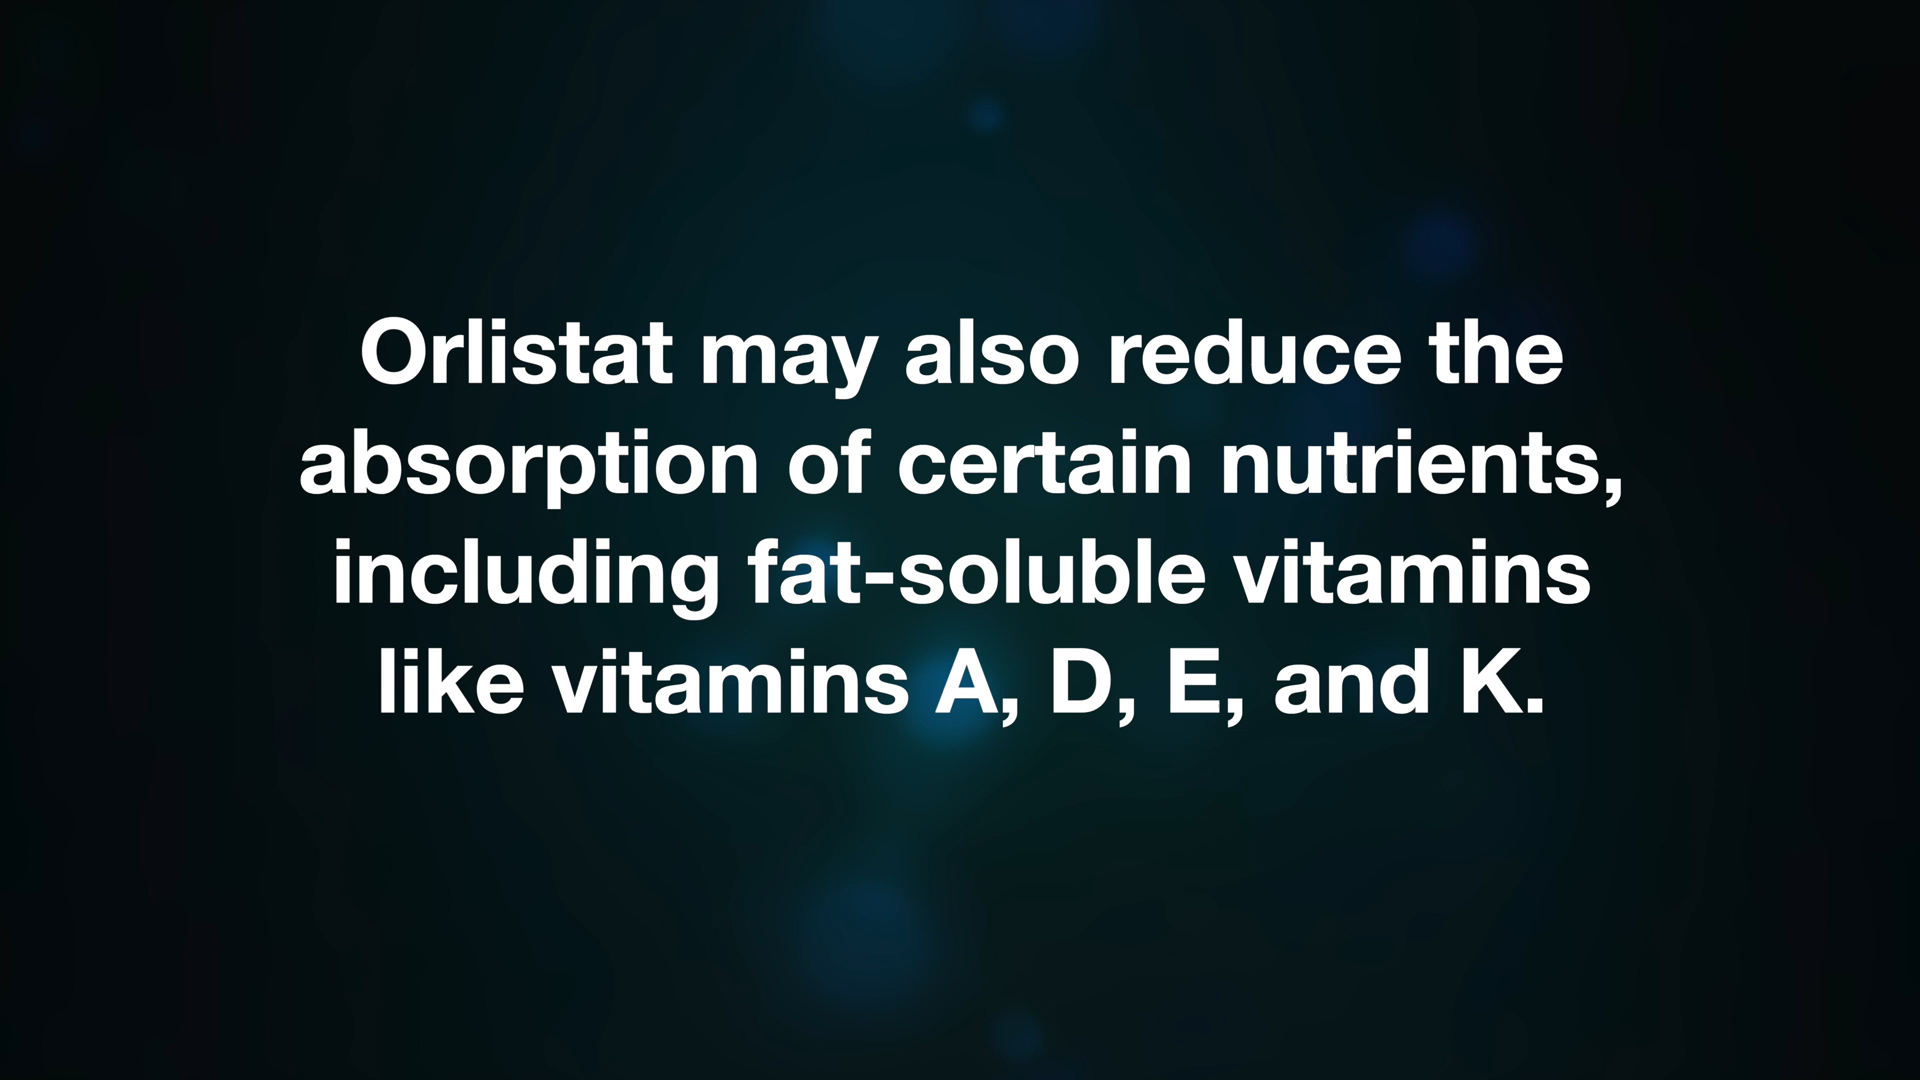 Orlistat may also reduce the
absorption of certain nutrients,
including fat-soluble vitamins
like vitamins A, D, E, and K.